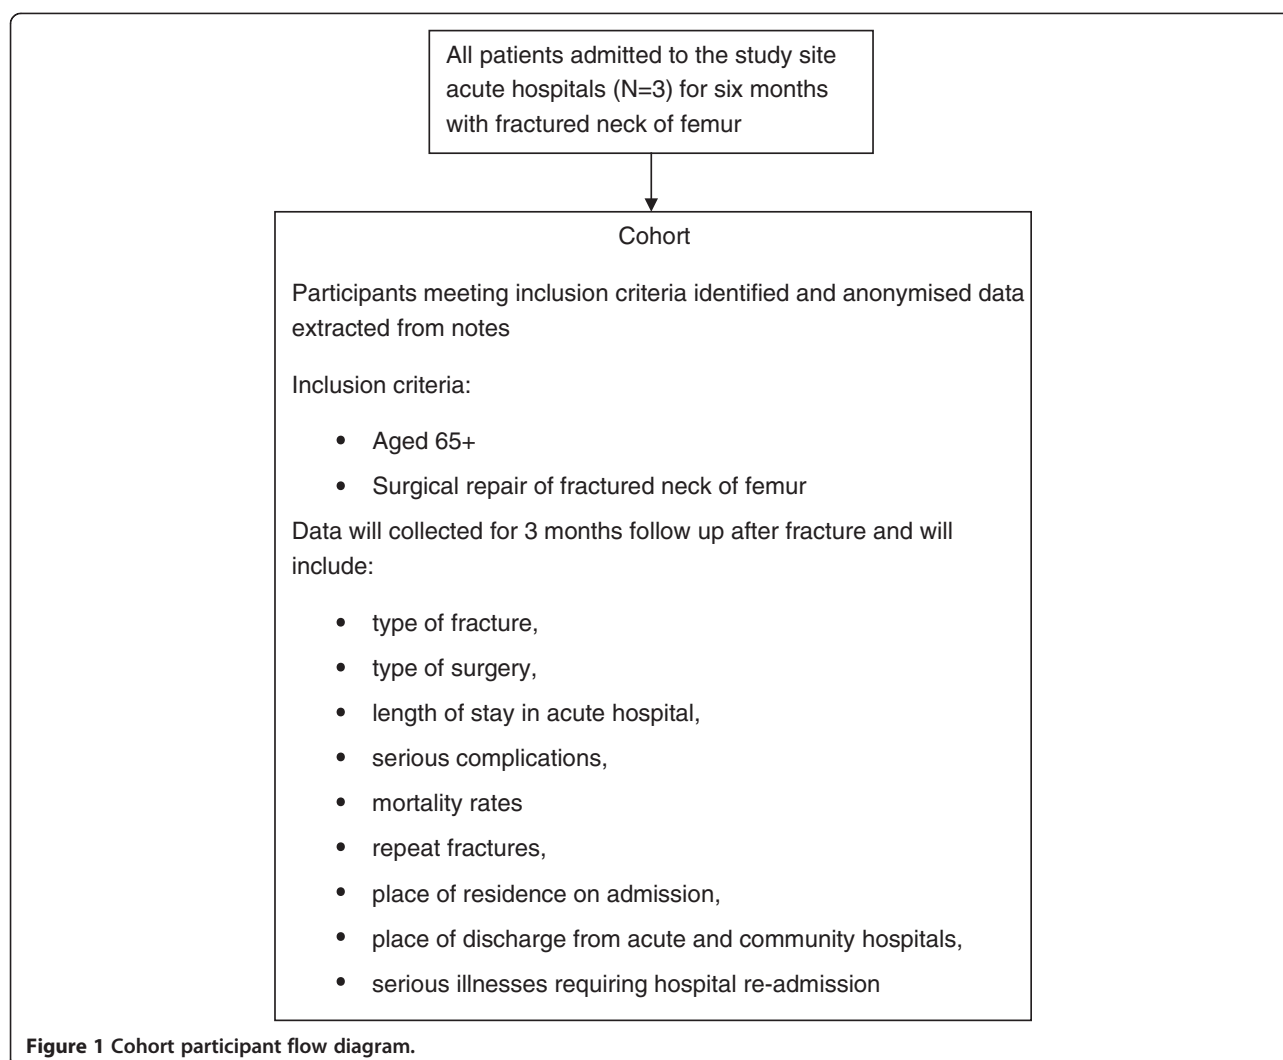 All patients admitted to the study site
acute hospitals (N=3) for six months
with fractured neck of femur
Cohort
Participants meeting inclusion criteria identified and anonymised data
extracted from notes
Inclusion criteria:
• Aged 65+
• Surgical repair of fractured neck of femur
Data will collected for 3 months follow up after fracture and will
include:
• type of fracture,
• type of surgery,
• length of stay in acute hospital,
• serious complications,
• mortality rates
• repeat fractures,
• place of residence on admission,
• place of discharge from acute and community hospitals,
• serious illnesses requiring hospital re-admission
Figure 1 Cohort participant flow diagram.